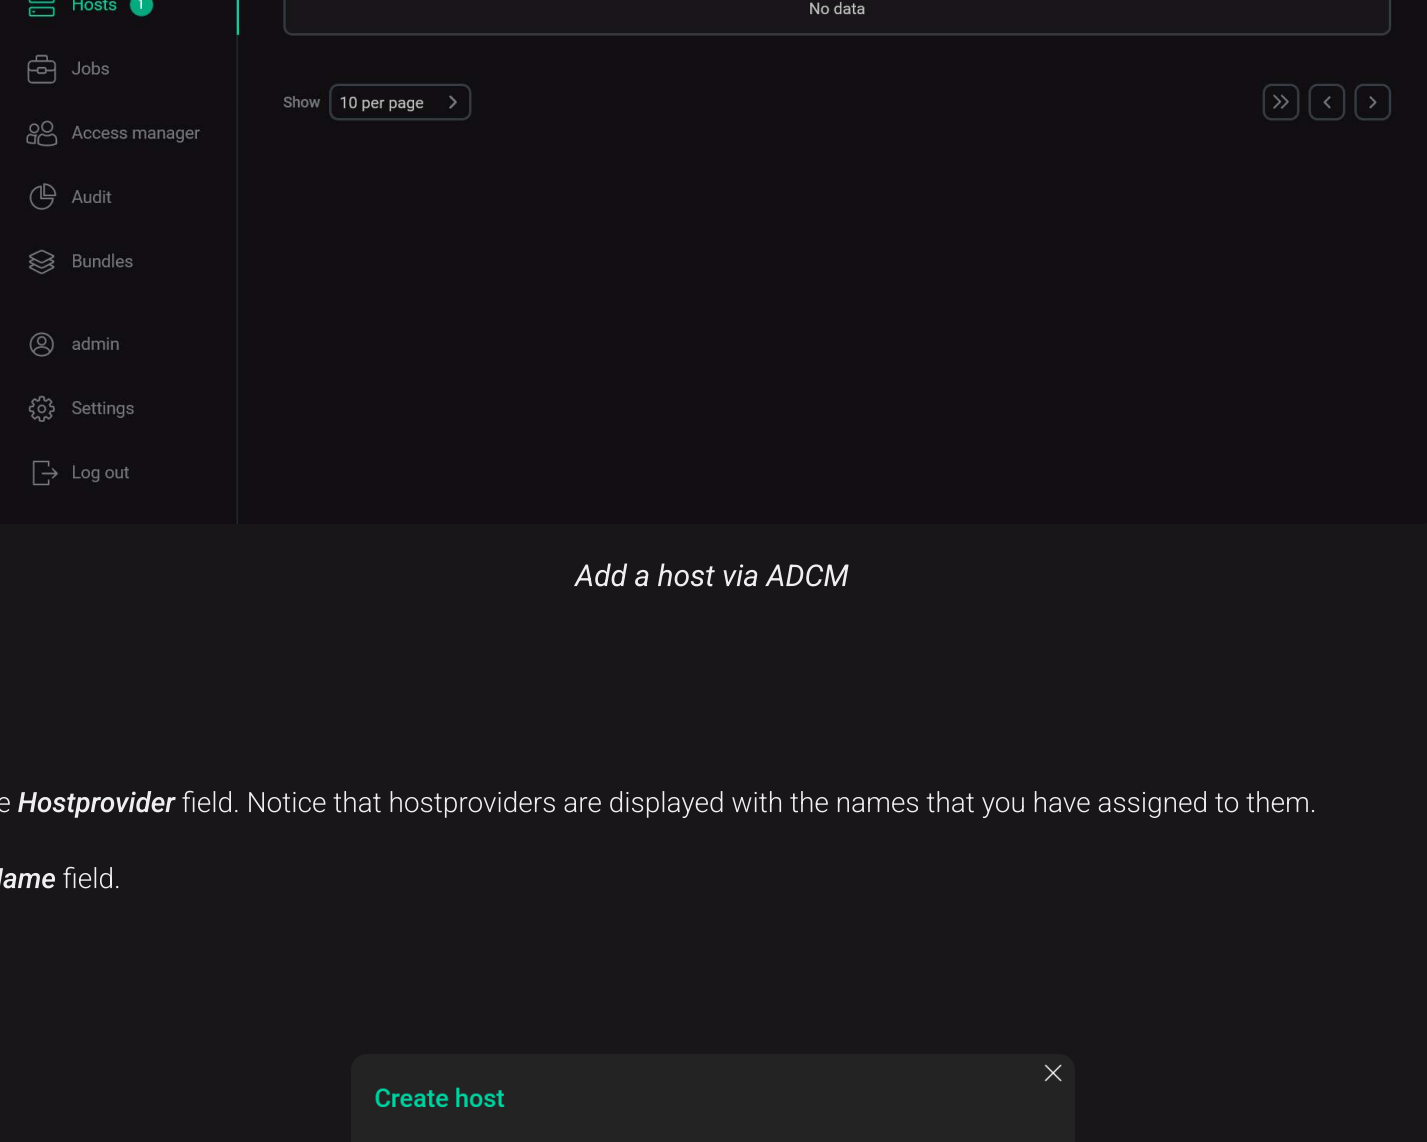 Hosts 1
No data
Jobs
Show 10 per page
Access manager
Audit
Bundles
admin
Settings
Log out
Add a host via ADCM
Hostprovider field. Notice that hostproviders are displayed with the names that you have assigned to them.
field.
Create host